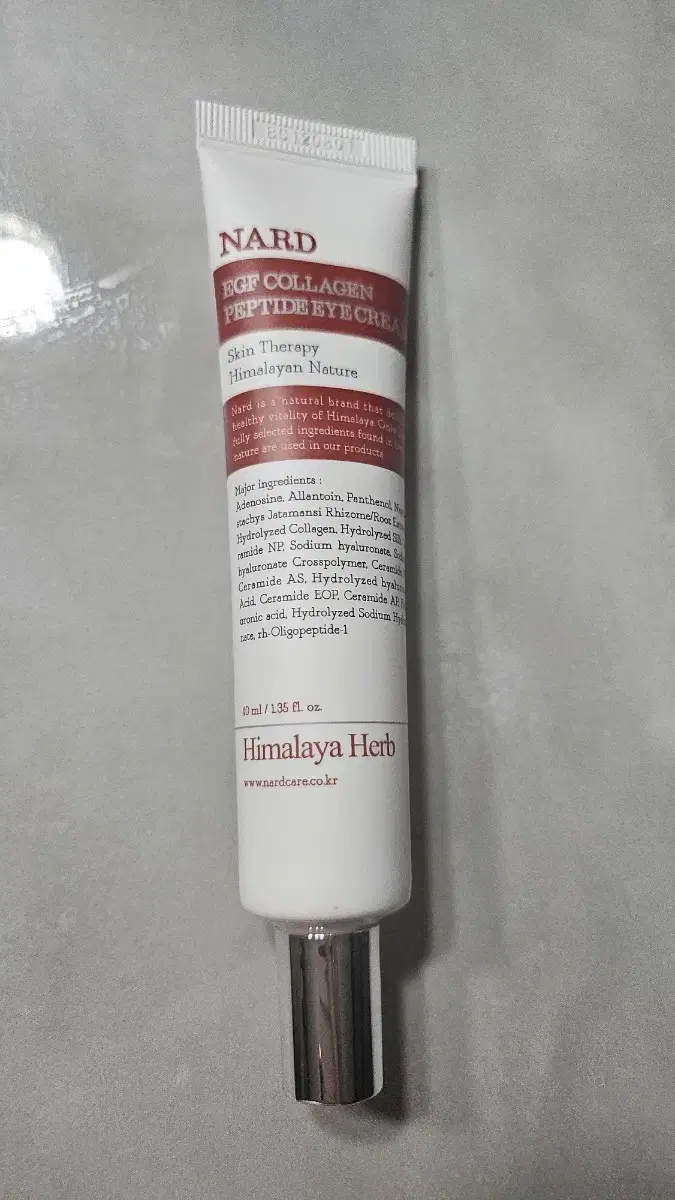 NARD
EGF COLLAGEN
PEPTIDE EYE CREA
Skin Therapy
Himalayan Nature
Nard is a natural brand that
healthy vitality of Himalaya
fully selected ingredients found in
nature are used in our products
Major ingredients :
Adenosine, Allantoin, Panthenol,
stachys Jatamansi Rhizome/Root
Hydrolyzed Collagen, Hydrolyzed
ramide NP, Sodium hyaluronate,
hyaluronate Crosspolymer, Ceramide
Ceramide AS, Hydrolyzed
Acid, Ceramide EOP, Ceramide AP,
uronic acid, Hydrolyzed Sodium
nate, rh-Oligopeptide-1
40 ml / 1.35 fl. oz.
Himalaya Herb
www.nardcare.co.kr